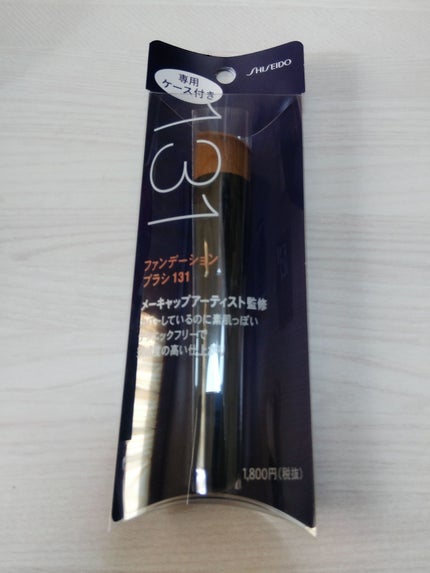 SHISEIDO
専用
ケース付き
131
ファンデーション
ブラシ 131
メーキャップアーティスト監修
しているのに素肌っぽい
ニックフリーで
の高い仕上
1,800円(税抜)